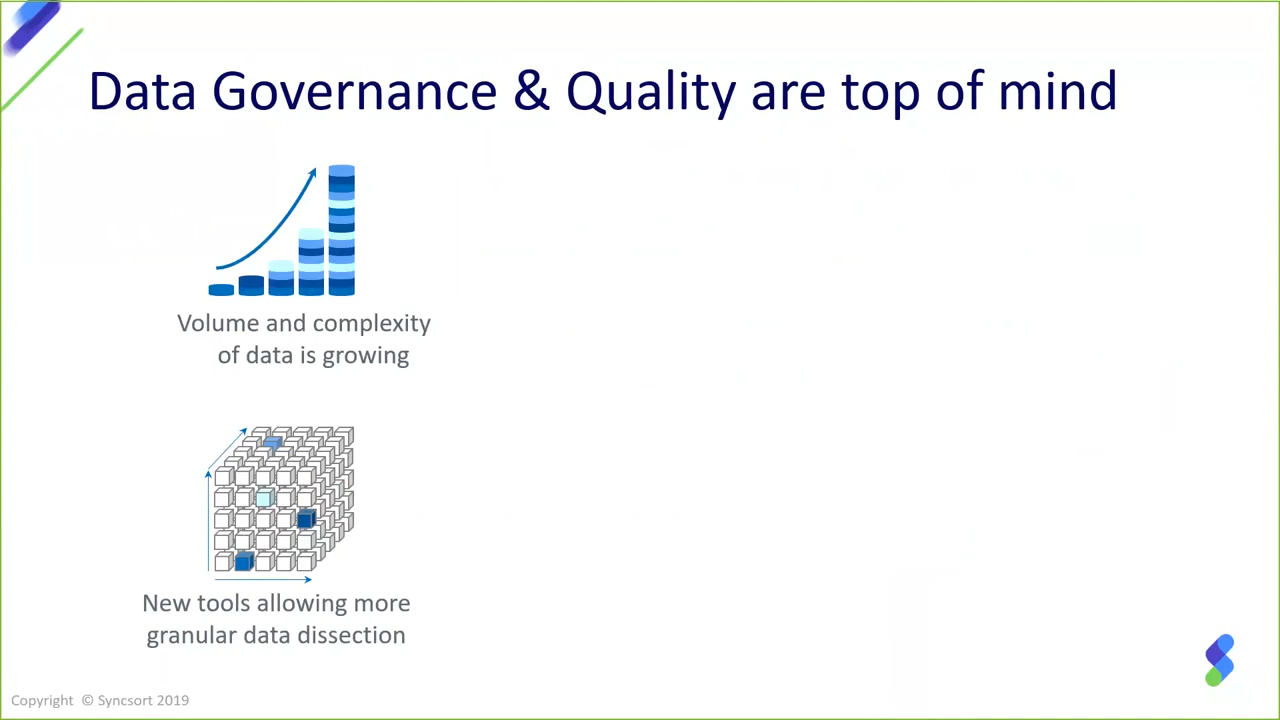 Data Governance & Quality are top of mind
Volume and complexity
of data is growing
New tools allowing more
granular data dissection
Copyright © Syncsort 2019